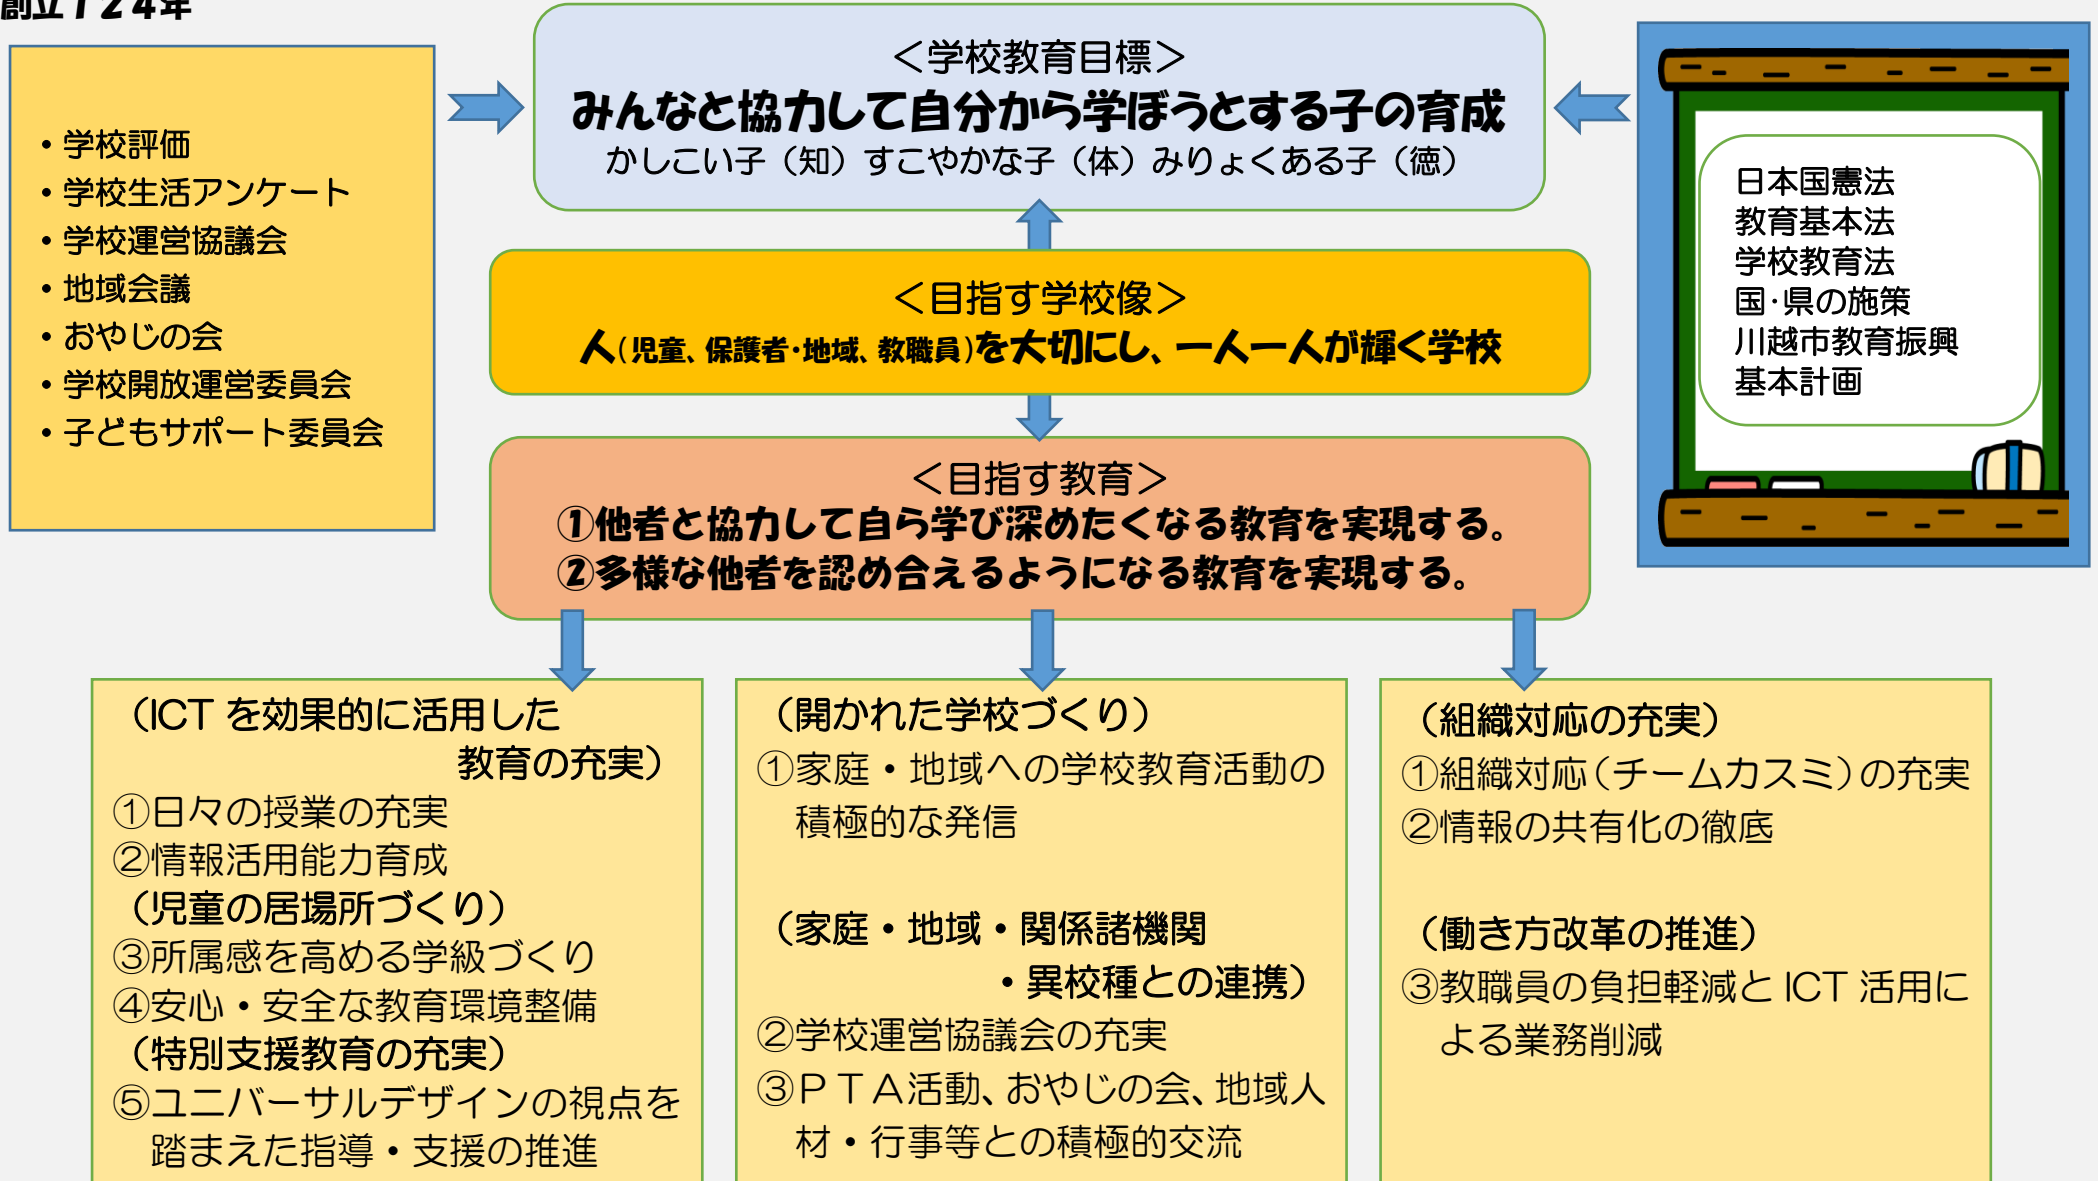 創立124年
・学校評価
・学校生活アンケート
・学校運営協議会
・地域会議
・おやじの会
・学校開放運営委員会
・子どもサポート委員会
＜学校教育目標＞
みんなと協力して自分から学ぼうとする子の育成
かしこい子（知）すこやかな子（体）みりょくある子（徳）
日本国憲法
教育基本法
学校教育法
国・県の施策
川越市教育振興
基本計画
＜目指す学校像＞
人（児童、保護者・地域、教職員）を大切にし、一人一人が輝く学校
＜目指す教育＞
①他者と協力して自ら学び深めたくなる教育を実現する。
②多様な他者を認め合えるようになる教育を実現する。
（ICT を効果的に活用した
教育の充実）
①日々の授業の充実
②情報活用能力育成
（児童の居場所づくり）
③所属感を高める学級づくり
④安心・安全な教育環境整備
（特別支援教育の充実）
⑤ユニバーサルデザインの視点を
踏まえた指導・支援の推進
（開かれた学校づくり）
①家庭・地域への学校教育活動の
積極的な発信
（家庭・地域・関係諸機関
・異校種との連携）
②学校運営協議会の充実
③ＰＴＡ活動、おやじの会、地域人
材・行事等との積極的交流
（組織対応の充実）
①組織対応（チームカスミ）の充実
②情報の共有化の徹底
（働き方改革の推進）
③教職員の負担軽減と ICT 活用に
よる業務削減